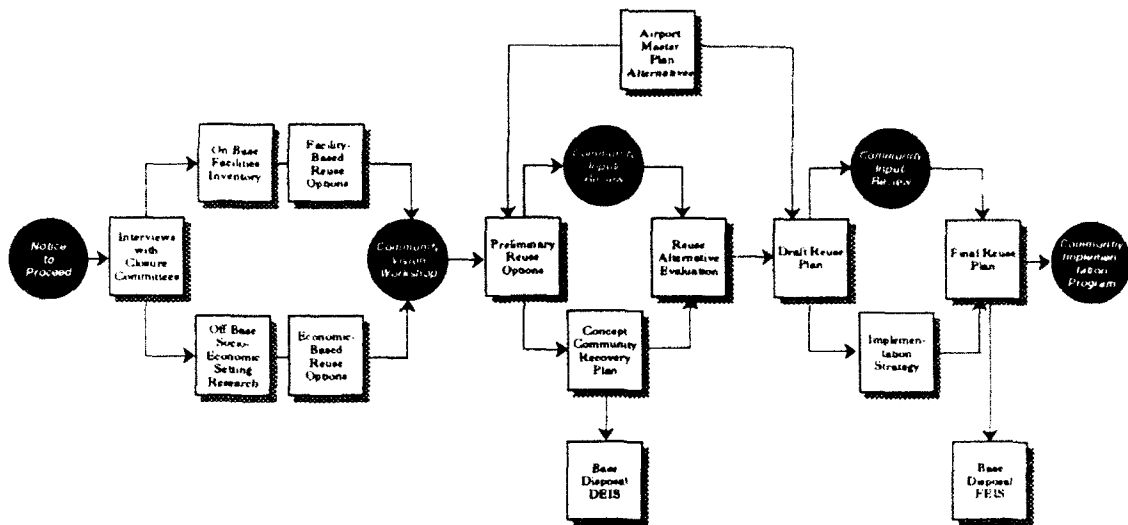 Airport
Master
Plan
Alternatives
On Base
Facilities
Inventory
Facility-
Based
Reuse
Options
Community
Input
Review
Community
Input
Review
Notice
to
Proceed
Interviews
with
Closure
Committees
Community
Vision
Workshop
Preliminary
Reuse
Options
Reuse
Alternative
Evaluation
Draft Reuse
Plan
Final Reuse
Plan
Community
Implemen-
tation
Program
Off Base
Socio-
Economic
Setting
Research
Economic-
Based
Reuse
Options
Concept
Community
Recovery
Plan
Implemen-
tation
Strategy
Base
Disposal
DEIS
Base
Disposal
FEIS